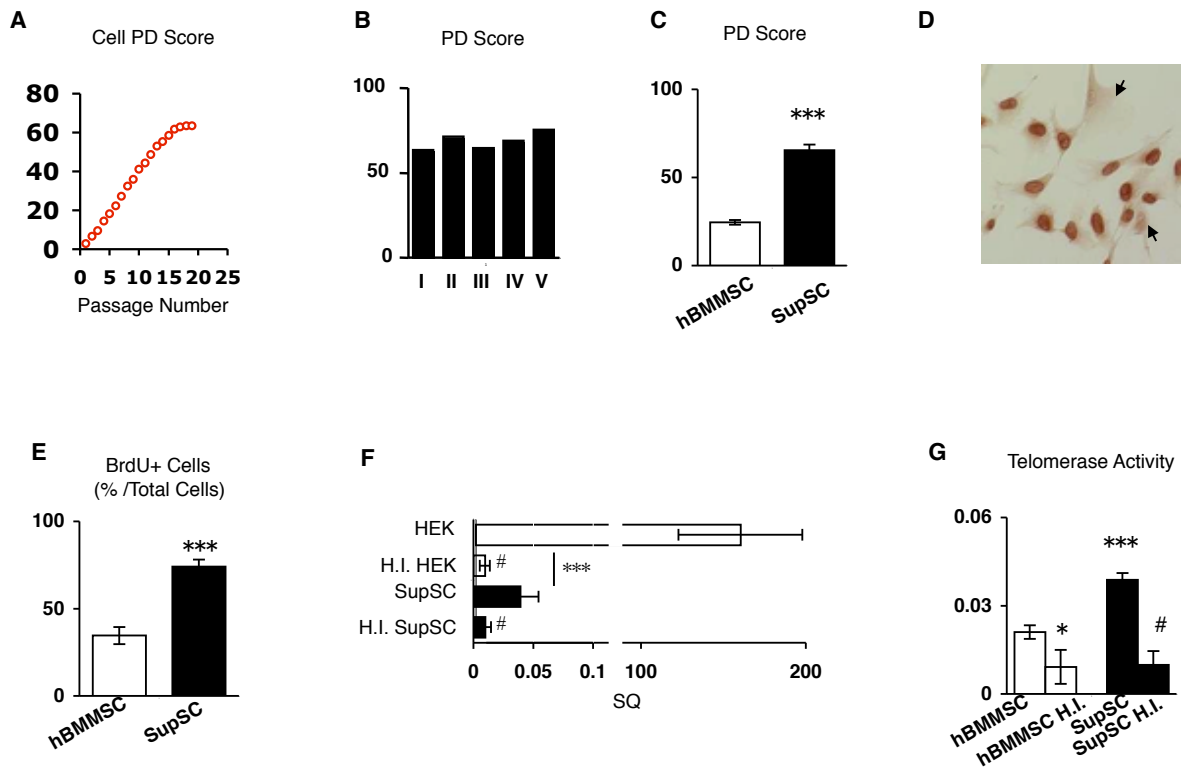 A
Cell PD Score
80
60
40
20
0
0 5 10 15 20 25
Passage Number
B
PD Score
100
50
0
I II III IV V
C
PD Score
100
50
0
***
hBMMSC
SupSC
D
E
BrdU+ Cells
(% /Total Cells)
100
50
0
***
hBMMSC
SupSC
F
HEK
H.I. HEK
SupSC
H.I. SupSC
#
***
#
0 0.05 0.1 100 200
SQ
G
Telomerase Activity
0.06
0.03
0
*
***
#
hBMMSC
hBMMSC H.I.
SupSC
SupSC H.I.